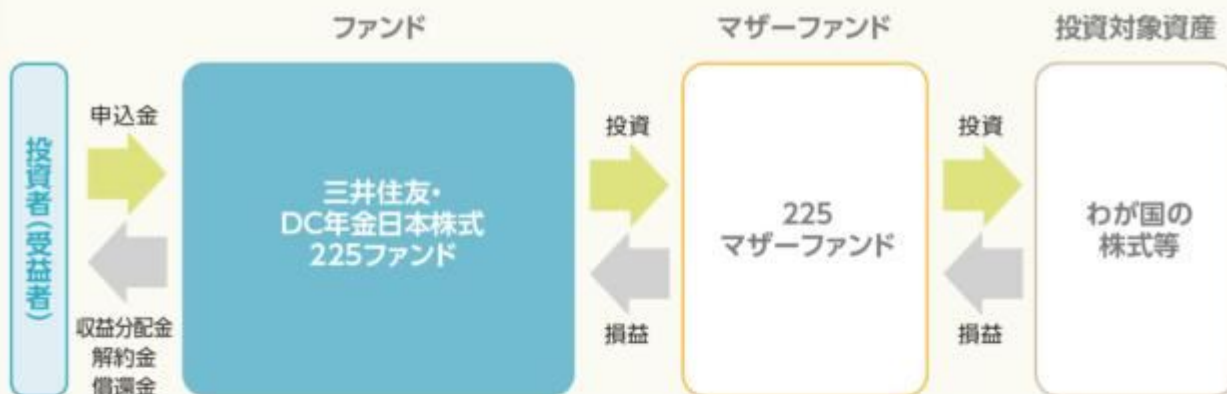 ファンド
マザーファンド
投資対象資産
投資者(受益者)
申込金
収益分配金
解約金
償還金
三井住友・
DC年金日本株式
225ファンド
投資
損益
225
マザーファンド
投資
損益
わが国の
株式等